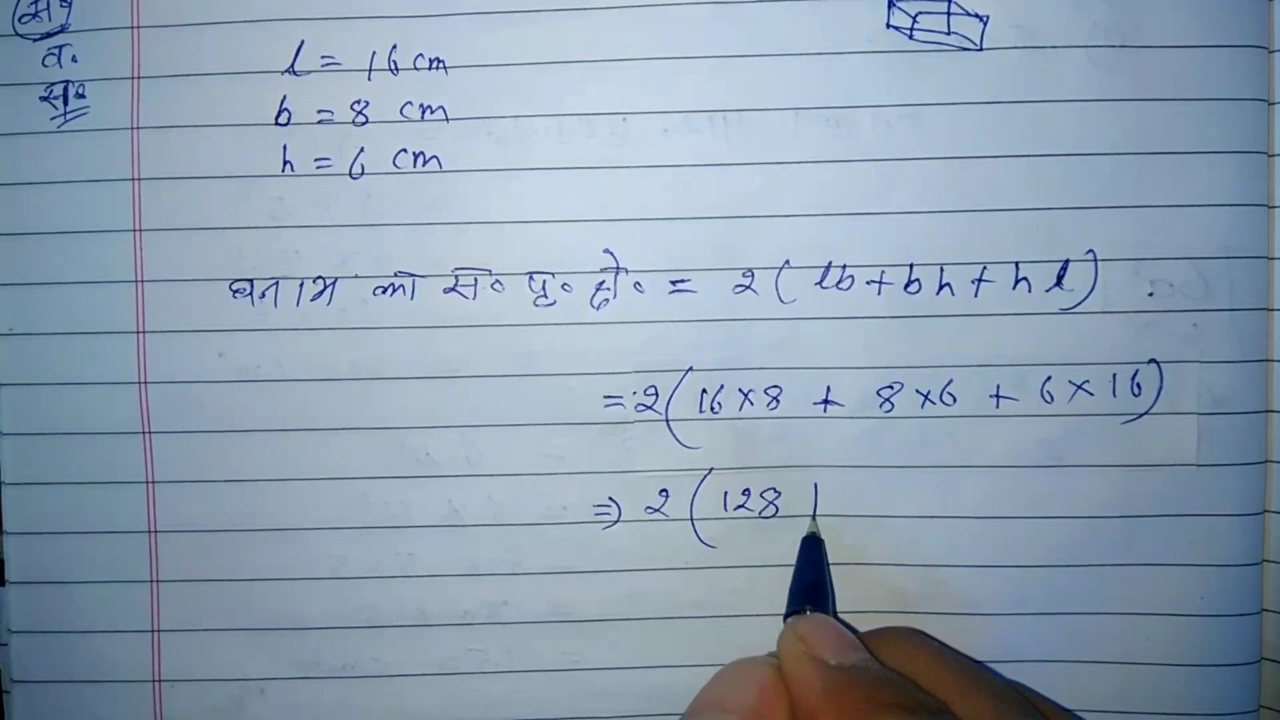 व.
l = 16 cm
b = 8 cm
h = 6 cm
घनाभ का स० पृ० क्षे० = 2 ( lb + bh + hl )
= 2 ( 16 × 8 + 8 × 6 + 6 × 16 )
⇒ 2 ( 128